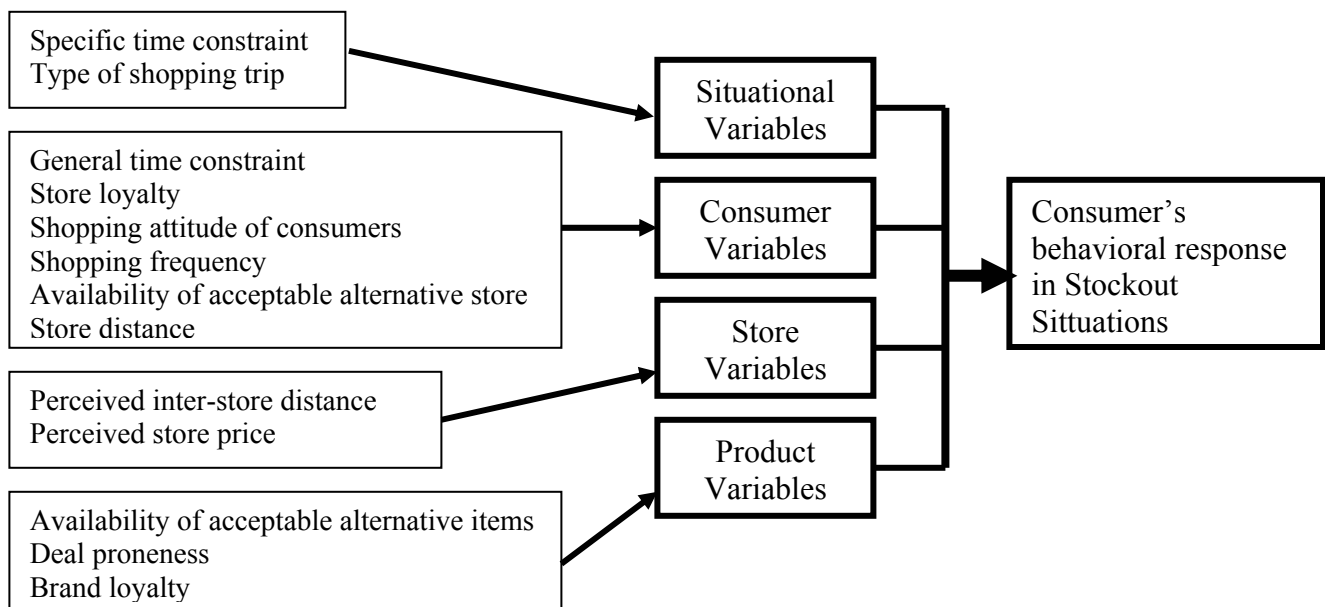 Specific time constraint
Type of shopping trip
General time constraint
Store loyalty
Shopping attitude of consumers
Shopping frequency
Availability of acceptable alternative store
Store distance
Perceived inter-store distance
Perceived store price
Availability of acceptable alternative items
Deal proneness
Brand loyalty
Situational
Variables
Consumer
Variables
Store
Variables
Product
Variables
Consumer’s
behavioral response
in Stockout
Sittuations